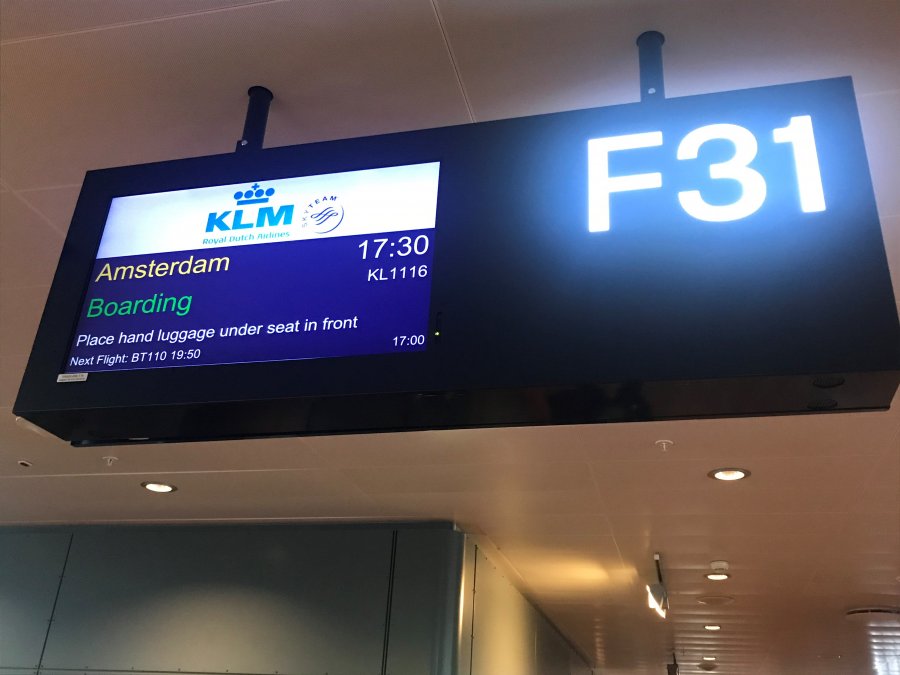 KLM
Royal Dutch Airlines
SKYTEAM
Amsterdam
17:30
KL1116
Boarding
Place hand luggage under seat in front
17:00
Next Flight: BT110 19:50
F31